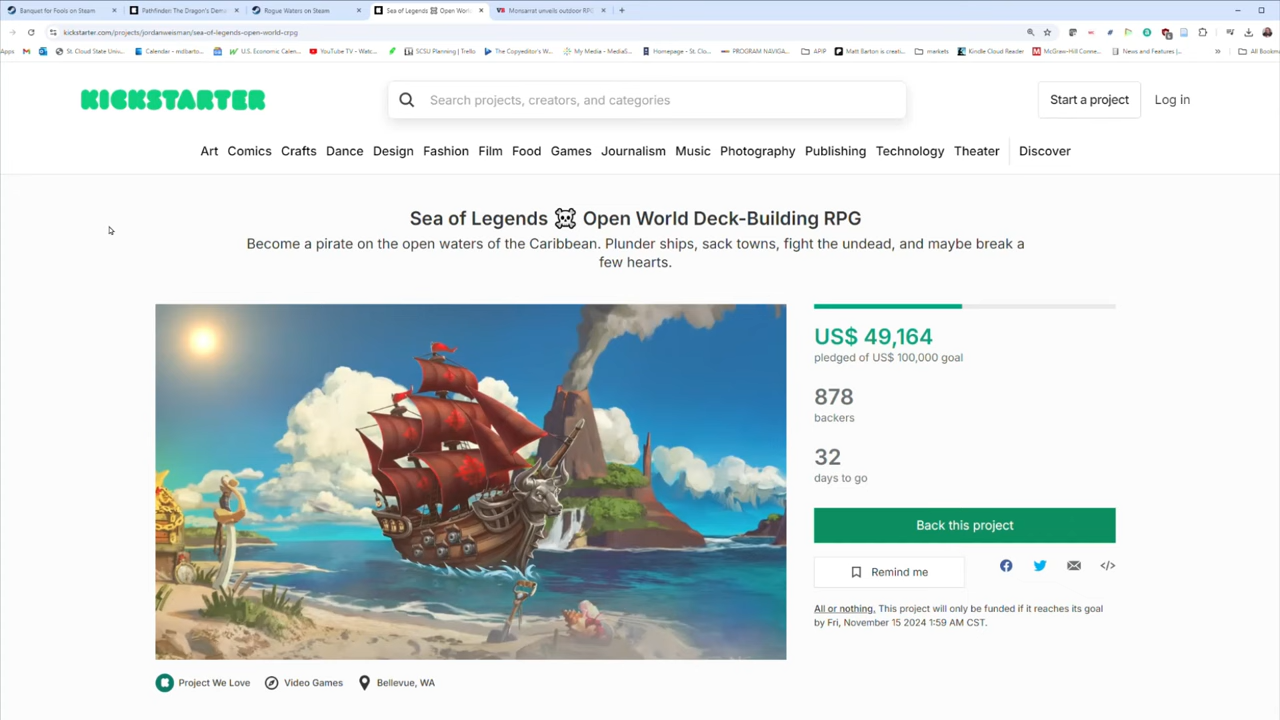 Banquet for Fools on Steam
Pathfinder: The Dragon's Dem
Rogue Waters on Steam
Sea of Legends ☠ Open Worl
Monsarrat unveils outdoor RPG
kickstarter.com/projects/jordanweisman/sea-of-legends-open-world-crpg
Apps
St. Cloud State Univ...
Calendar - mdbarto...
U.S. Economic Calen...
YouTube TV - Watc...
SCSU Planning | Trello
The Copyeditor's W...
My Media - MediaS...
Homepage - St. Clo...
PROGRAM NAVIGA...
APIP
Matt Barton is creati...
markets
Kindle Cloud Reader
McGraw-Hill Conne...
News and Features |...
All Bookm
KICKSTARTER
Search projects, creators, and categories
Start a project
Log in
Art Comics Crafts Dance Design Fashion Film Food Games Journalism Music Photography Publishing Technology Theater Discover
Sea of Legends ☠ Open World Deck-Building RPG
Become a pirate on the open waters of the Caribbean. Plunder ships, sack towns, fight the undead, and maybe break a
few hearts.
US$ 49,164
pledged of US$ 100,000 goal
878
backers
32
days to go
Back this project
Remind me
All or nothing. This project will only be funded if it reaches its goal
by Fri, November 15 2024 1:59 AM CST.
Project We Love
Video Games
Bellevue, WA